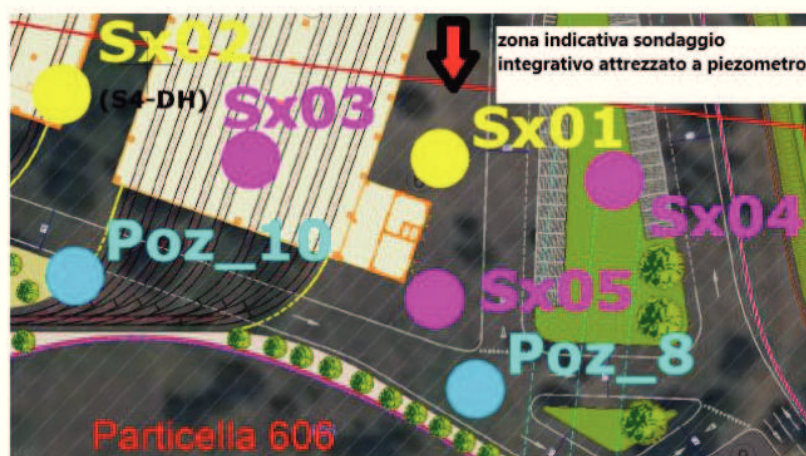 zona indicativa sondaggio
integrativo attrezzato a piezometro
Sx02
(S4-DH)
Sx03
Sx01
Sx04
Poz_10
Sx05
Poz_8
Particella 606